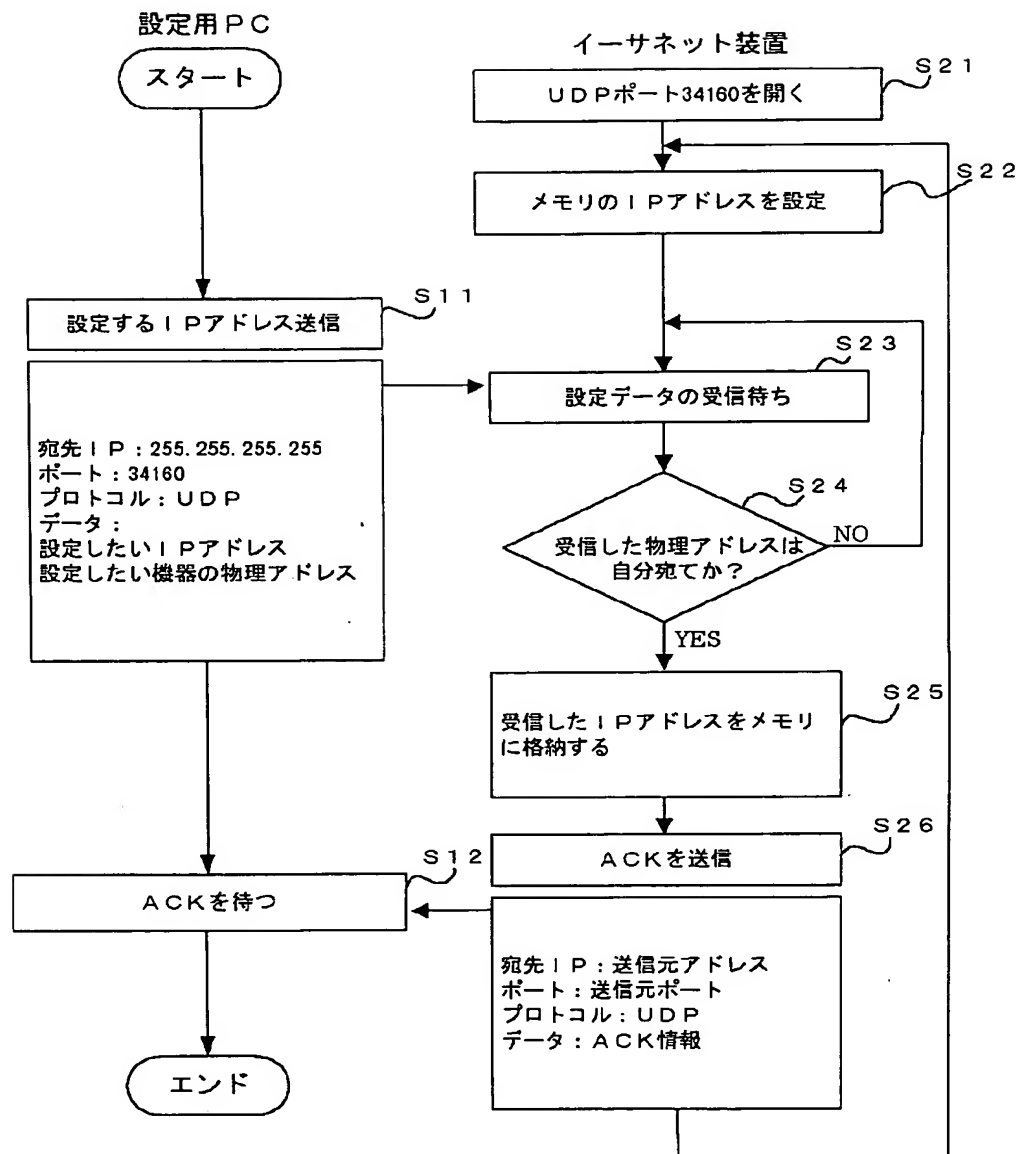 設定用ＰＣ
スタート
設定するＩＰアドレス送信
Ｓ１１
宛先ＩＰ：255.255.255.255
ポート：34160
プロトコル：ＵＤＰ
データ：
設定したいＩＰアドレス
設定したい機器の物理アドレス
ＡＣＫを待つ
Ｓ１２
エンド
イーサネット装置
ＵＤＰポート34160を開く
Ｓ２１
メモリのＩＰアドレスを設定
Ｓ２２
設定データの受信待ち
Ｓ２３
受信した物理アドレスは
自分宛てか？
Ｓ２４
NO
YES
受信したＩＰアドレスをメモリ
に格納する
Ｓ２５
ＡＣＫを送信
Ｓ２６
宛先ＩＰ：送信元アドレス
ポート：送信元ポート
プロトコル：ＵＤＰ
データ：ＡＣＫ情報